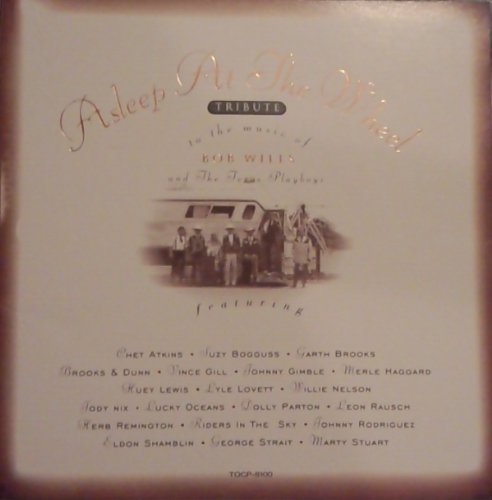 Asleep At The Wheel
TRIBUTE
to the music of
BOB WILLS
and The Texas Playboys
featuring
CHET ATKINS • SUZY BOGGUSS • GARTH BROOKS
BROOKS & DUNN • VINCE GILL • JOHNNY GIMBLE • MERLE HAGGARD
HUEY LEWIS • LYLE LOVETT • WILLIE NELSON
JODY NIX • LUCKY OCEANS • DOLLY PARTON • LEON RAUSCH
HERB REMINGTON • RIDERS IN THE SKY • JOHNNY RODRIGUEZ
ELDON SHAMBLIN • GEORGE STRAIT • MARTY STUART
TOCP-8100